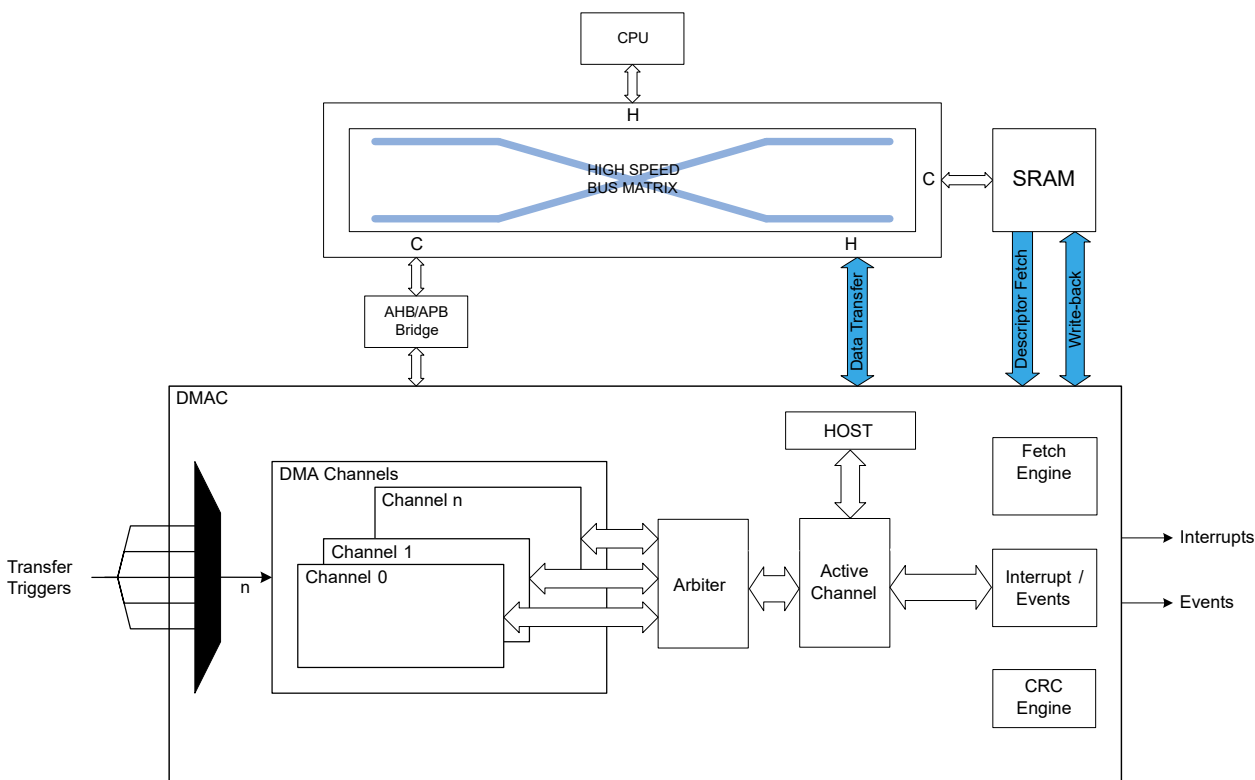 CPU
H
HIGH SPEED
BUS MATRIX
C
SRAM
C
H
AHB/APB
Bridge
Data Transfer
Descriptor Fetch
Write-back
DMAC
HOST
Fetch
Engine
DMA Channels
Channel n
Channel 1
Channel 0
Transfer
Triggers
n
Arbiter
Active
Channel
Interrupt /
Events
Interrupts
Events
CRC
Engine